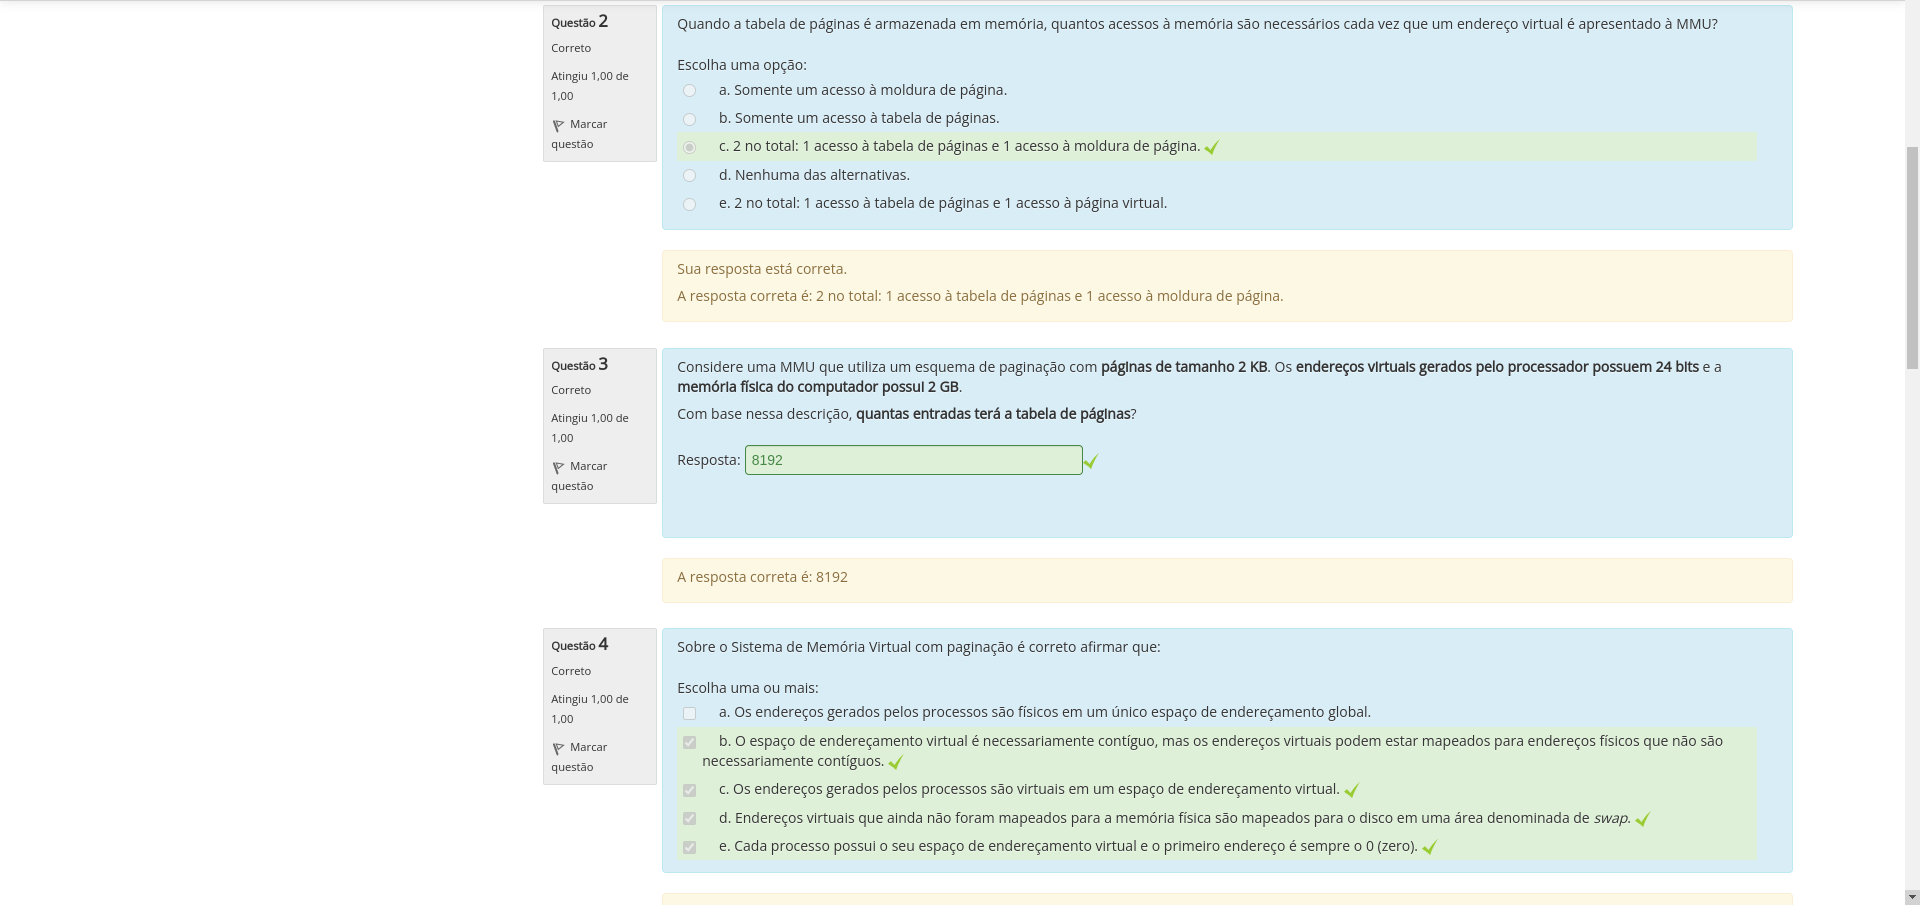 Questão 2
Correto
Atingiu 1,00 de
1,00
Marcar
questão
Quando a tabela de páginas é armazenada em memória, quantos acessos à memória são necessários cada vez que um endereço virtual é apresentado à MMU?
Escolha uma opção:
a. Somente um acesso à moldura de página.
b. Somente um acesso à tabela de páginas.
c. 2 no total: 1 acesso à tabela de páginas e 1 acesso à moldura de página.
d. Nenhuma das alternativas.
e. 2 no total: 1 acesso à tabela de páginas e 1 acesso à página virtual.
Sua resposta está correta.
A resposta correta é: 2 no total: 1 acesso à tabela de páginas e 1 acesso à moldura de página.
Questão 3
Correto
Atingiu 1,00 de
1,00
Marcar
questão
Considere uma MMU que utiliza um esquema de paginação com páginas de tamanho 2 KB. Os endereços virtuais gerados pelo processador possuem 24 bits e a
memória física do computador possui 2 GB.
Com base nessa descrição, quantas entradas terá a tabela de páginas?
Resposta: 8192
A resposta correta é: 8192
Questão 4
Correto
Atingiu 1,00 de
1,00
Marcar
questão
Sobre o Sistema de Memória Virtual com paginação é correto afirmar que:
Escolha uma ou mais:
a. Os endereços gerados pelos processos são físicos em um único espaço de endereçamento global.
b. O espaço de endereçamento virtual é necessariamente contíguo, mas os endereços virtuais podem estar mapeados para endereços físicos que não são
necessariamente contíguos.
c. Os endereços gerados pelos processos são virtuais em um espaço de endereçamento virtual.
d. Endereços virtuais que ainda não foram mapeados para a memória física são mapeados para o disco em uma área denominada de swap.
e. Cada processo possui o seu espaço de endereçamento virtual e o primeiro endereço é sempre o 0 (zero).